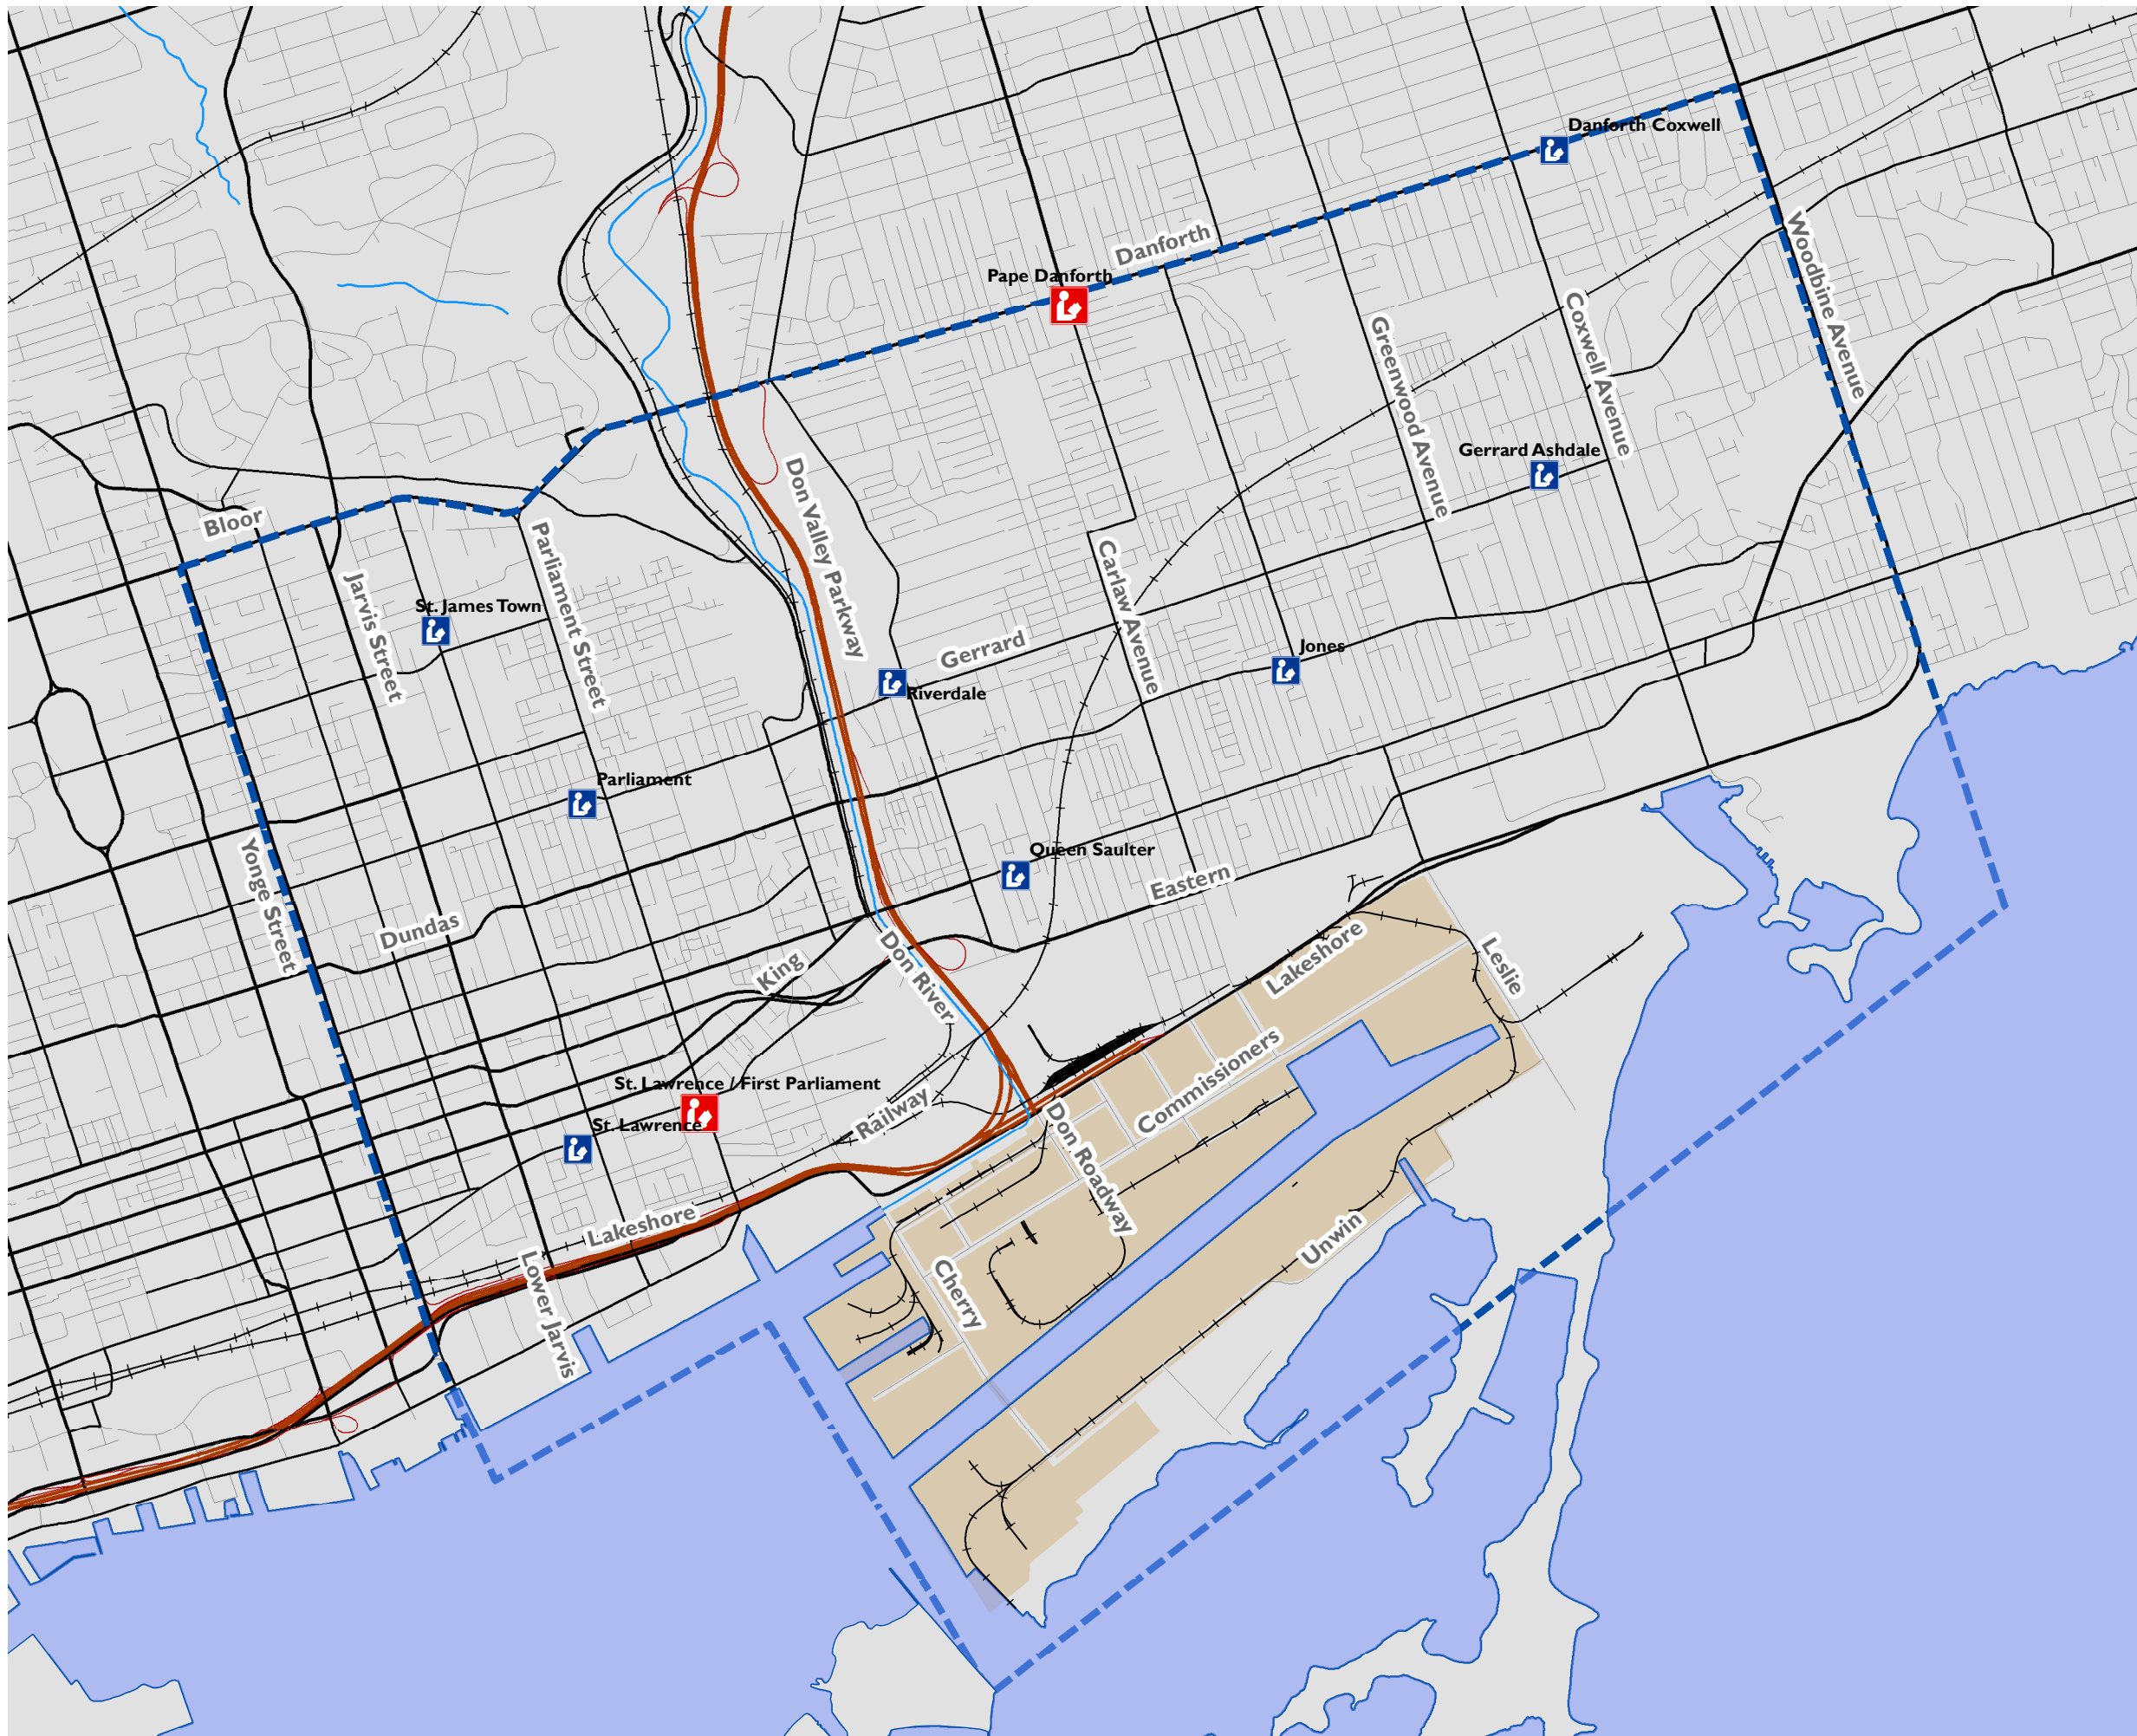 Danforth Coxwell
Danforth
Woodbine Avenue
Pape Danforth
Coxwell Avenue
Greenwood Avenue
Gerrard Ashdale
Don Valley Parkway
Bloor
Parliament Street
Carlaw Avenue
Jarvis Street
St. James Town
Gerrard
Jones
Riverdale
Parliament
Yonge Street
Queen Saulter
Eastern
Dundas
King
Don River
Lakeshore
Leslie
Commissioners
St. Lawrence / First Parliament
Railway
St. Lawrence
Don Roadway
Lakeshore
Unwin
Lower Jarvis
Cherry